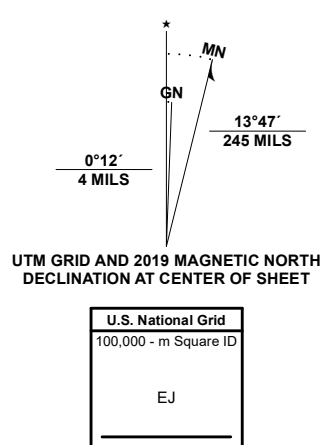 ★
MN
GN
13°47´
245 MILS
0°12´
4 MILS
UTM GRID AND 2019 MAGNETIC NORTH
DECLINATION AT CENTER OF SHEET
U.S. National Grid
100,000 - m Square ID
EJ